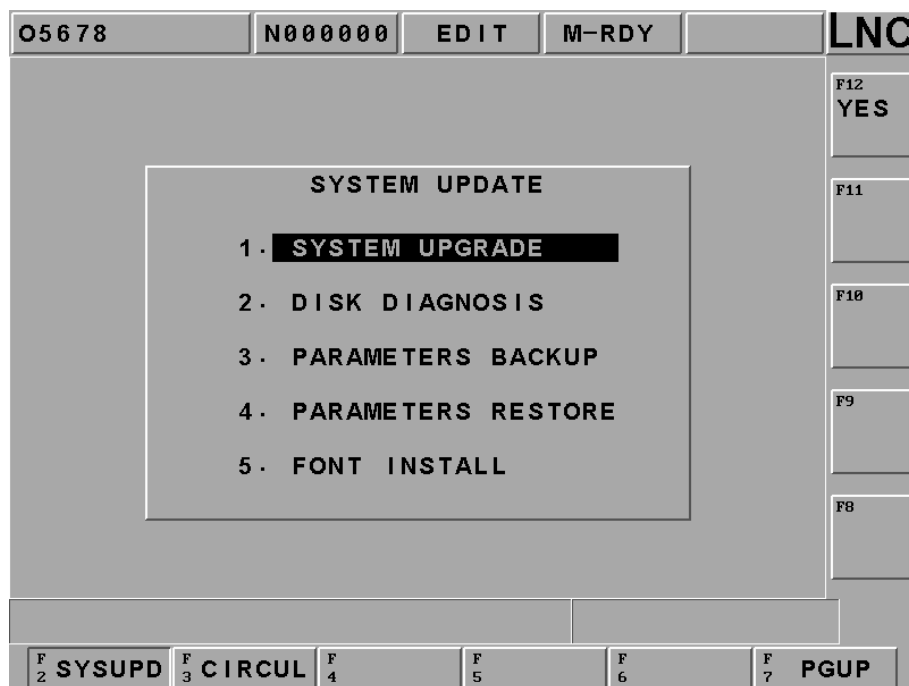 O5678 N000000 EDIT M-RDY LNC
F12
YES
SYSTEM UPDATE
F11
1. SYSTEM UPGRADE
2. DISK DIAGNOSIS
F10
3. PARAMETERS BACKUP
4. PARAMETERS RESTORE
F9
5. FONT INSTALL
F8
F2 SYSUPD F3 CIRCUL F4 F5 F6 F7 PGUP